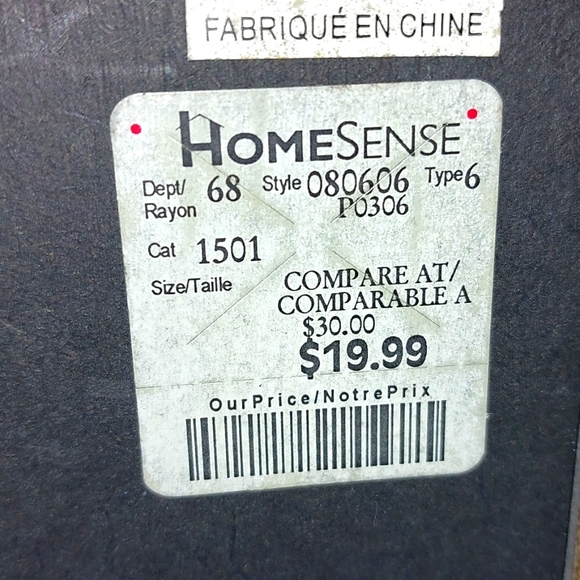 FABRIQUÉ EN CHINE
HOMESENSE
Dept/ 68 Style 080606 Type 6
Rayon P0306
Cat 1501
Size/Taille COMPARE AT/
COMPARABLE A
$30.00
$19.99
OurPrice/NotrePrix